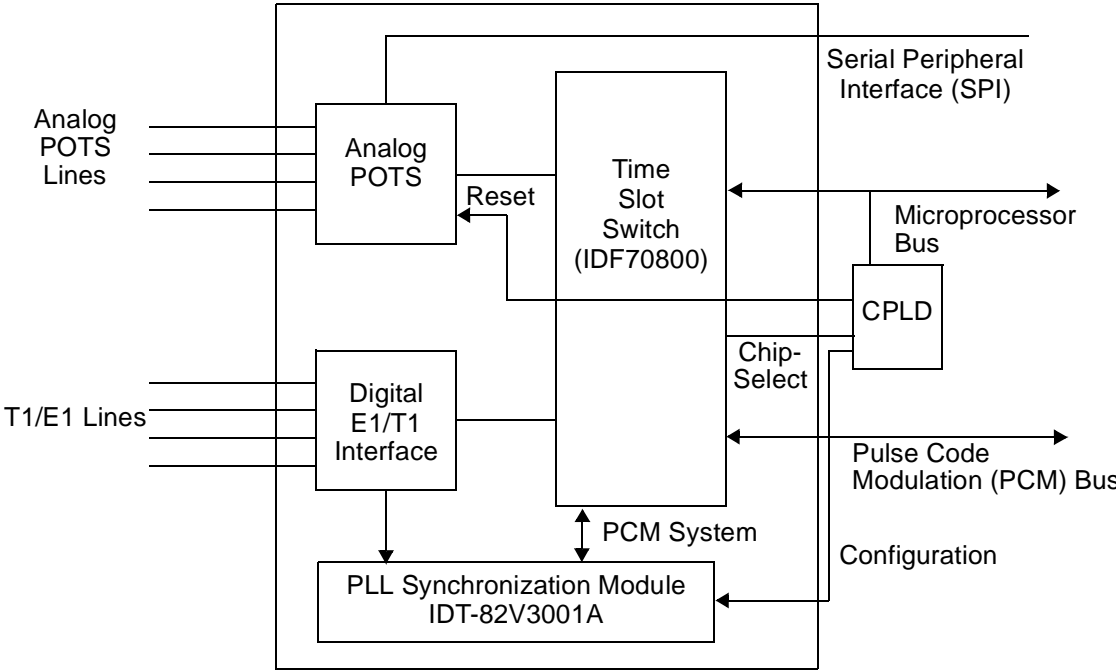 Serial Peripheral
Interface (SPI)
Analog
POTS
Lines
Analog
POTS
Reset
Time
Slot
Switch
(IDF70800)
Microprocessor
Bus
CPLD
Chip-
Select
T1/E1 Lines
Digital
E1/T1
Interface
Pulse Code
Modulation (PCM) Bus
PCM System
Configuration
PLL Synchronization Module
IDT-82V3001A